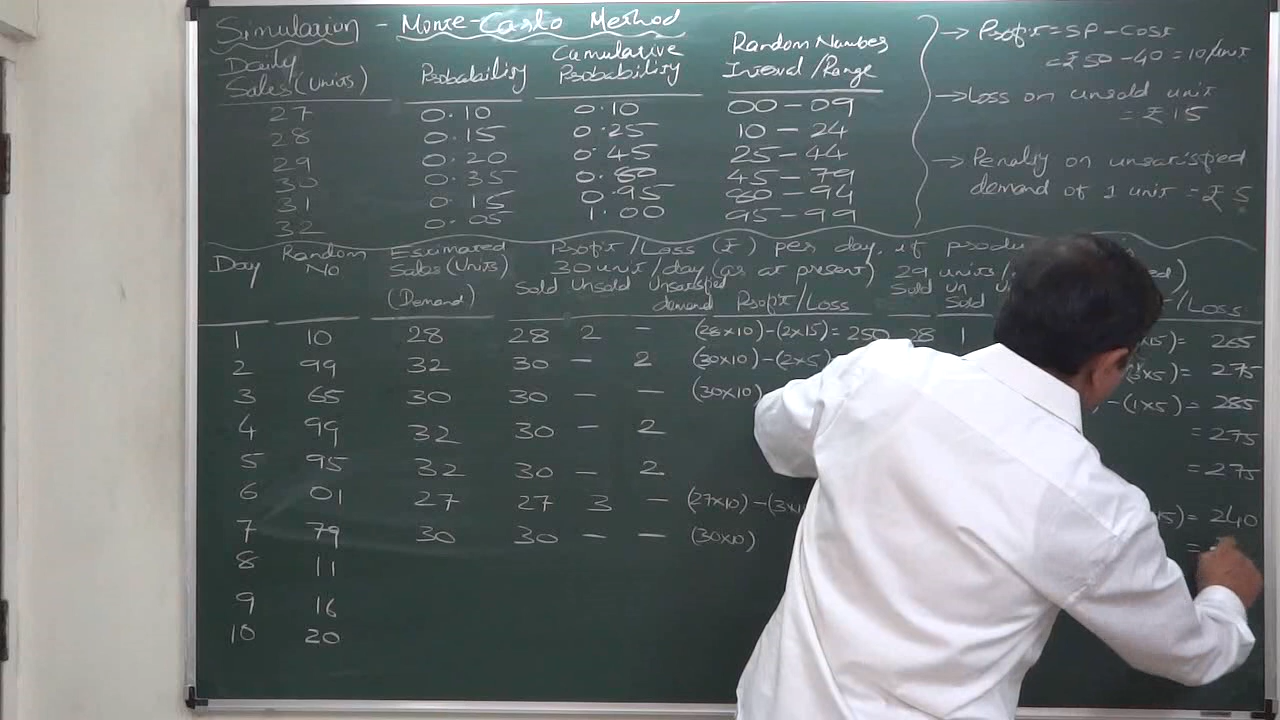 Simulation - Monte-Carlo Method
Daily Sales (Units) Probability Cumulative Probability Random Number Interval/Range
27 0.10 0.10 00-09
28 0.15 0.25 10-24
29 0.20 0.45 25-44
30 0.35 0.80 45-79
31 0.15 0.95 80-94
32 0.05 1.00 95-99
→ Profit = SP - Cost
= ₹ 50 - 40 = 10/unit
→ Loss on unsold unit
= ₹ 15
→ Penalty on unsatisfied
demand of 1 unit = ₹ 5
Day Random No Estimated Sales (Units) (Demand) Profit/Loss (₹) per day, if
30 unit/day (as at present) 29 units/
Sold Unsold Unsatisfied demand Profit/Loss Sold Un Sold /Loss
1 10 28 28 2 - (28x10)-(2x15) = 250 28 1 x15) = 265
2 99 32 30 - 2 (30x10)-(2x5) (3x5) = 275
3 65 30 30 - - (30x10) -(1x5) = 285
4 99 32 30 - 2 = 275
5 95 32 30 - 2 = 275
6 01 27 27 3 - (27x10)-(3x1 15) = 240
7 79 30 30 - - (30x10) =
8 11
9 16
10 20